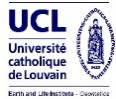 UCL
Université
catholique
de Louvain
Earth and Life Institute - Geomatics